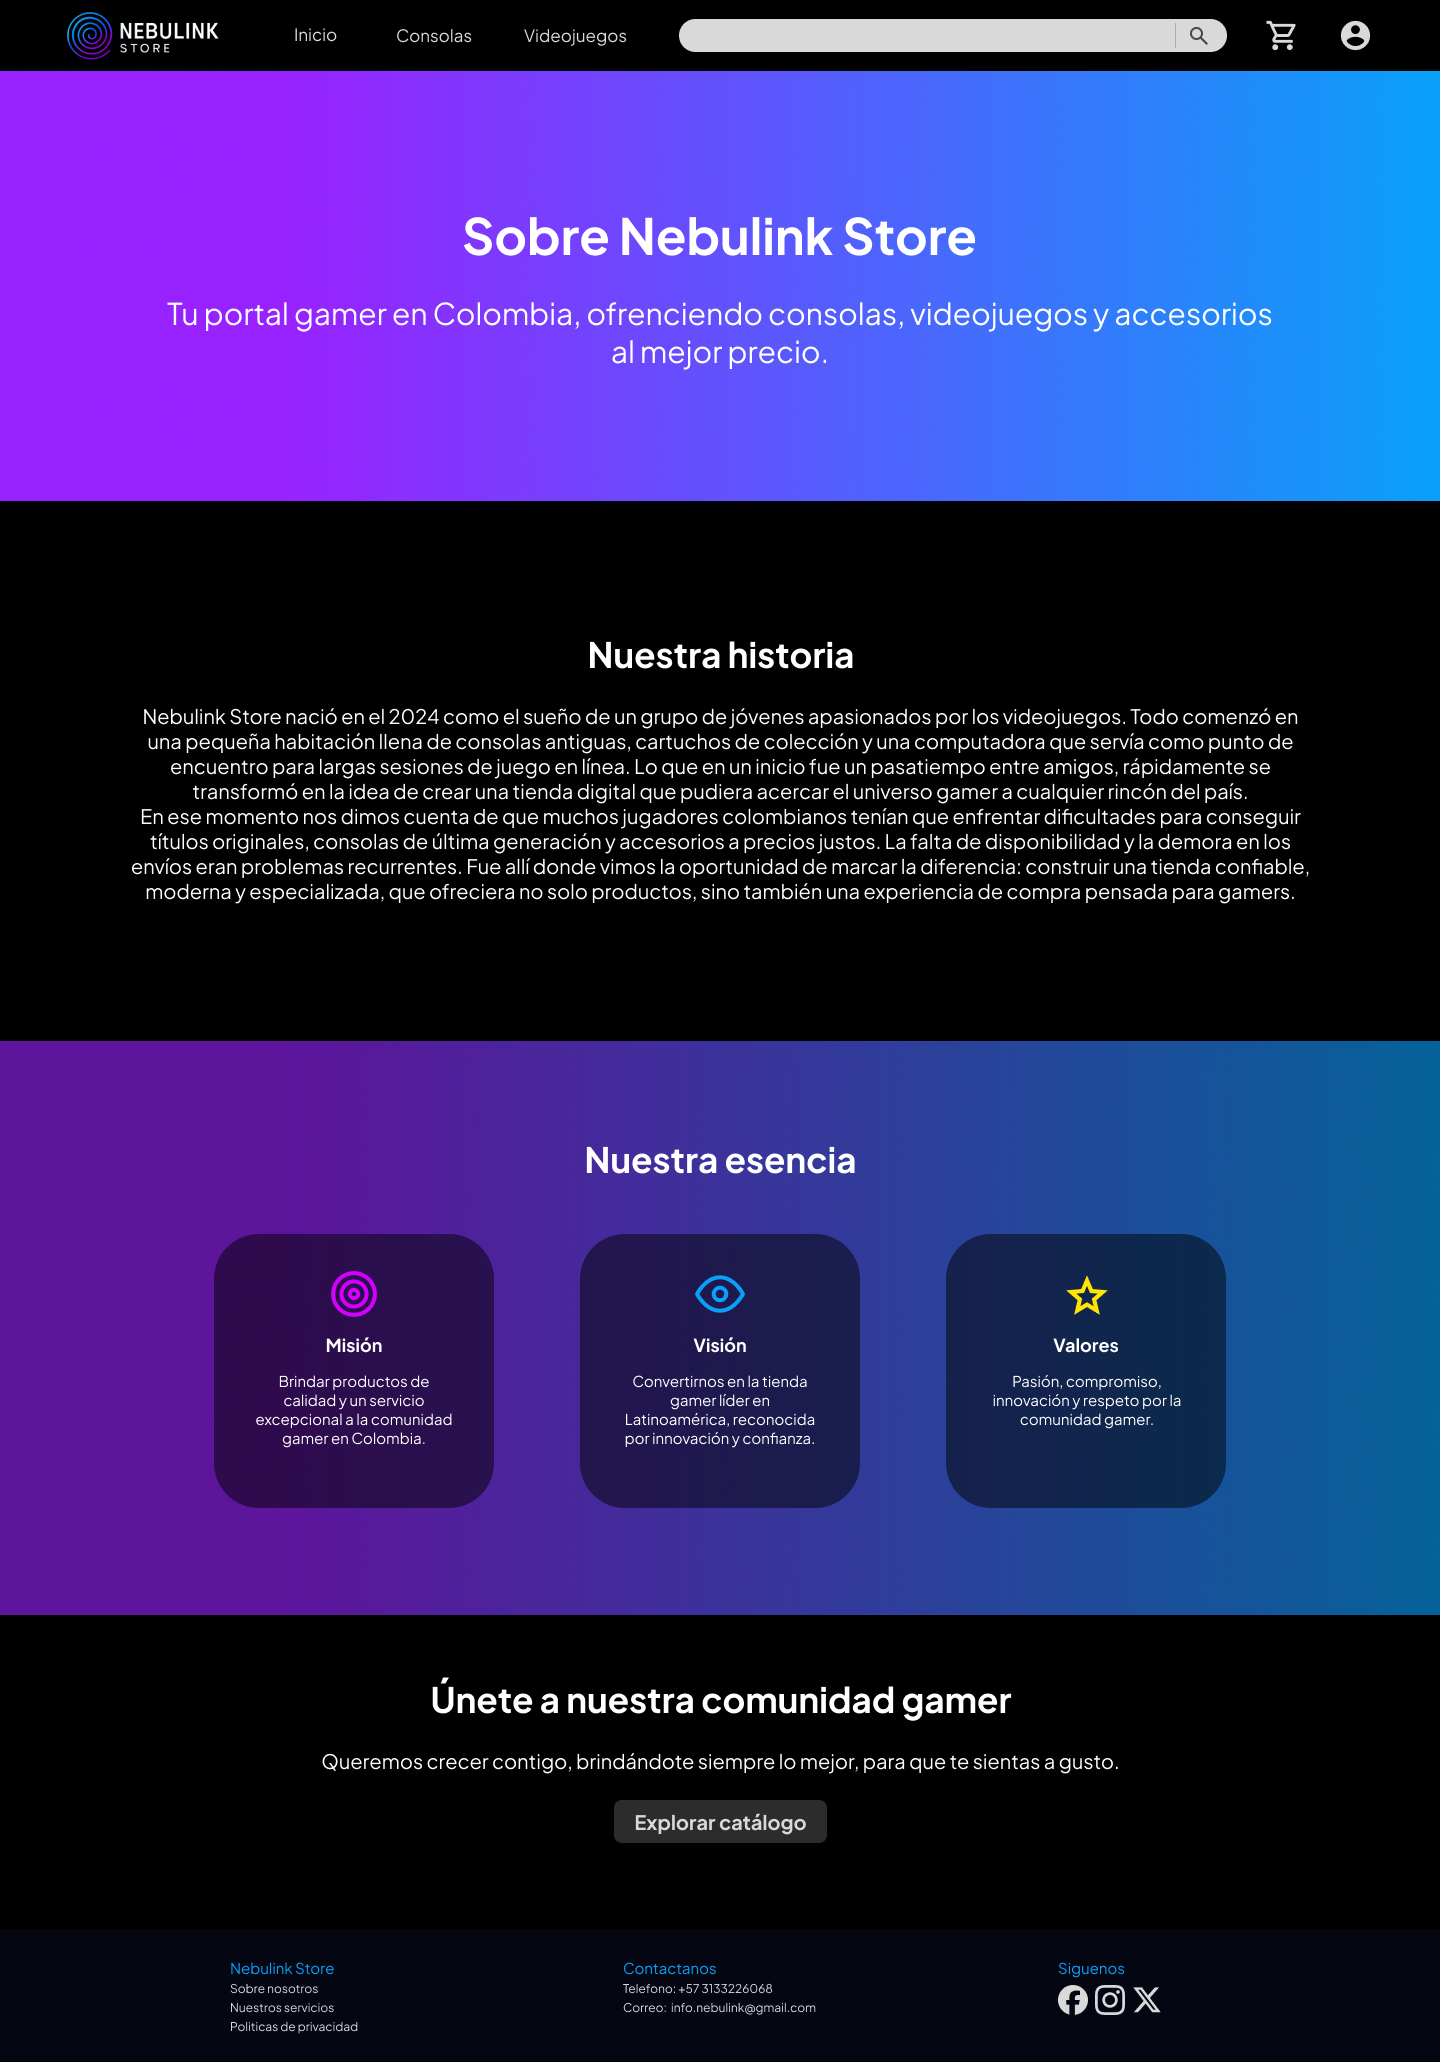 NEBULINK
STORE
Inicio
Consolas
Videojuegos
Sobre Nebulink Store
Tu portal gamer en Colombia, ofrenciendo consolas, videojuegos y accesorios
al mejor precio.
Nuestra historia
Nebulink Store nació en el 2024 como el sueño de un grupo de jóvenes apasionados por los videojuegos. Todo comenzó en
una pequeña habitación llena de consolas antiguas, cartuchos de colección y una computadora que servía como punto de
encuentro para largas sesiones de juego en línea. Lo que en un inicio fue un pasatiempo entre amigos, rápidamente se
transformó en la idea de crear una tienda digital que pudiera acercar el universo gamer a cualquier rincón del país.
En ese momento nos dimos cuenta de que muchos jugadores colombianos tenían que enfrentar dificultades para conseguir
títulos originales, consolas de última generación y accesorios a precios justos. La falta de disponibilidad y la demora en los
envíos eran problemas recurrentes. Fue allí donde vimos la oportunidad de marcar la diferencia: construir una tienda confiable,
moderna y especializada, que ofreciera no solo productos, sino también una experiencia de compra pensada para gamers.
Nuestra esencia
Misión
Brindar productos de
calidad y un servicio
excepcional a la comunidad
gamer en Colombia.
Visión
Convertirnos en la tienda
gamer líder en
Latinoamérica, reconocida
por innovación y confianza.
Valores
Pasión, compromiso,
innovación y respeto por la
comunidad gamer.
Únete a nuestra comunidad gamer
Queremos crecer contigo, brindándote siempre lo mejor, para que te sientas a gusto.
Explorar catálogo
Nebulink Store
Sobre nosotros
Nuestros servicios
Politicas de privacidad
Contactanos
Telefono: +57 3133226068
Correo: info.nebulink@gmail.com
Siguenos